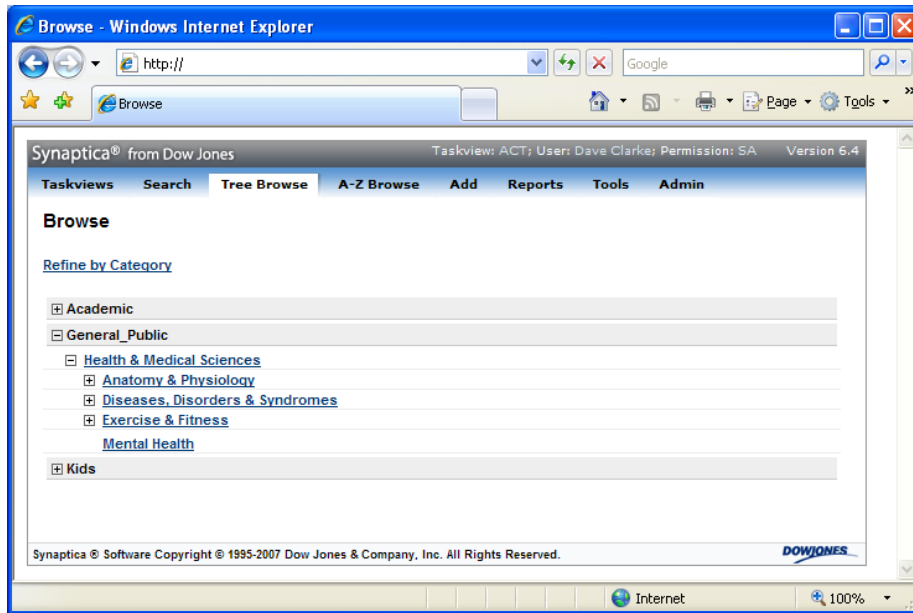 Browse - Windows Internet Explorer
http://
Google
Browse
Page
Tools
Synaptica® from Dow Jones
Taskview: ACT; User: Dave Clarke; Permission: SA Version 6.4
Taskviews Search Tree Browse A-Z Browse Add Reports Tools Admin
Browse
Refine by Category
Academic
General_Public
Health & Medical Sciences
Anatomy & Physiology
Diseases, Disorders & Syndromes
Exercise & Fitness
Mental Health
Kids
Synaptica ® Software Copyright © 1995-2007 Dow Jones & Company, Inc. All Rights Reserved.
DOWJONES
Internet
100%